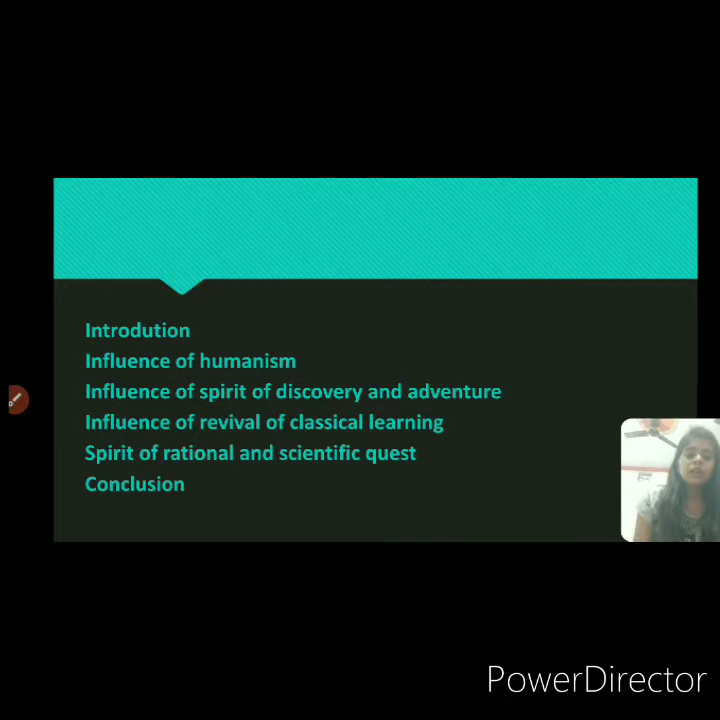 Introdution
Influence of humanism
Influence of spirit of discovery and adventure
Influence of revival of classical learning
Spirit of rational and scientific quest
Conclusion
PowerDirector